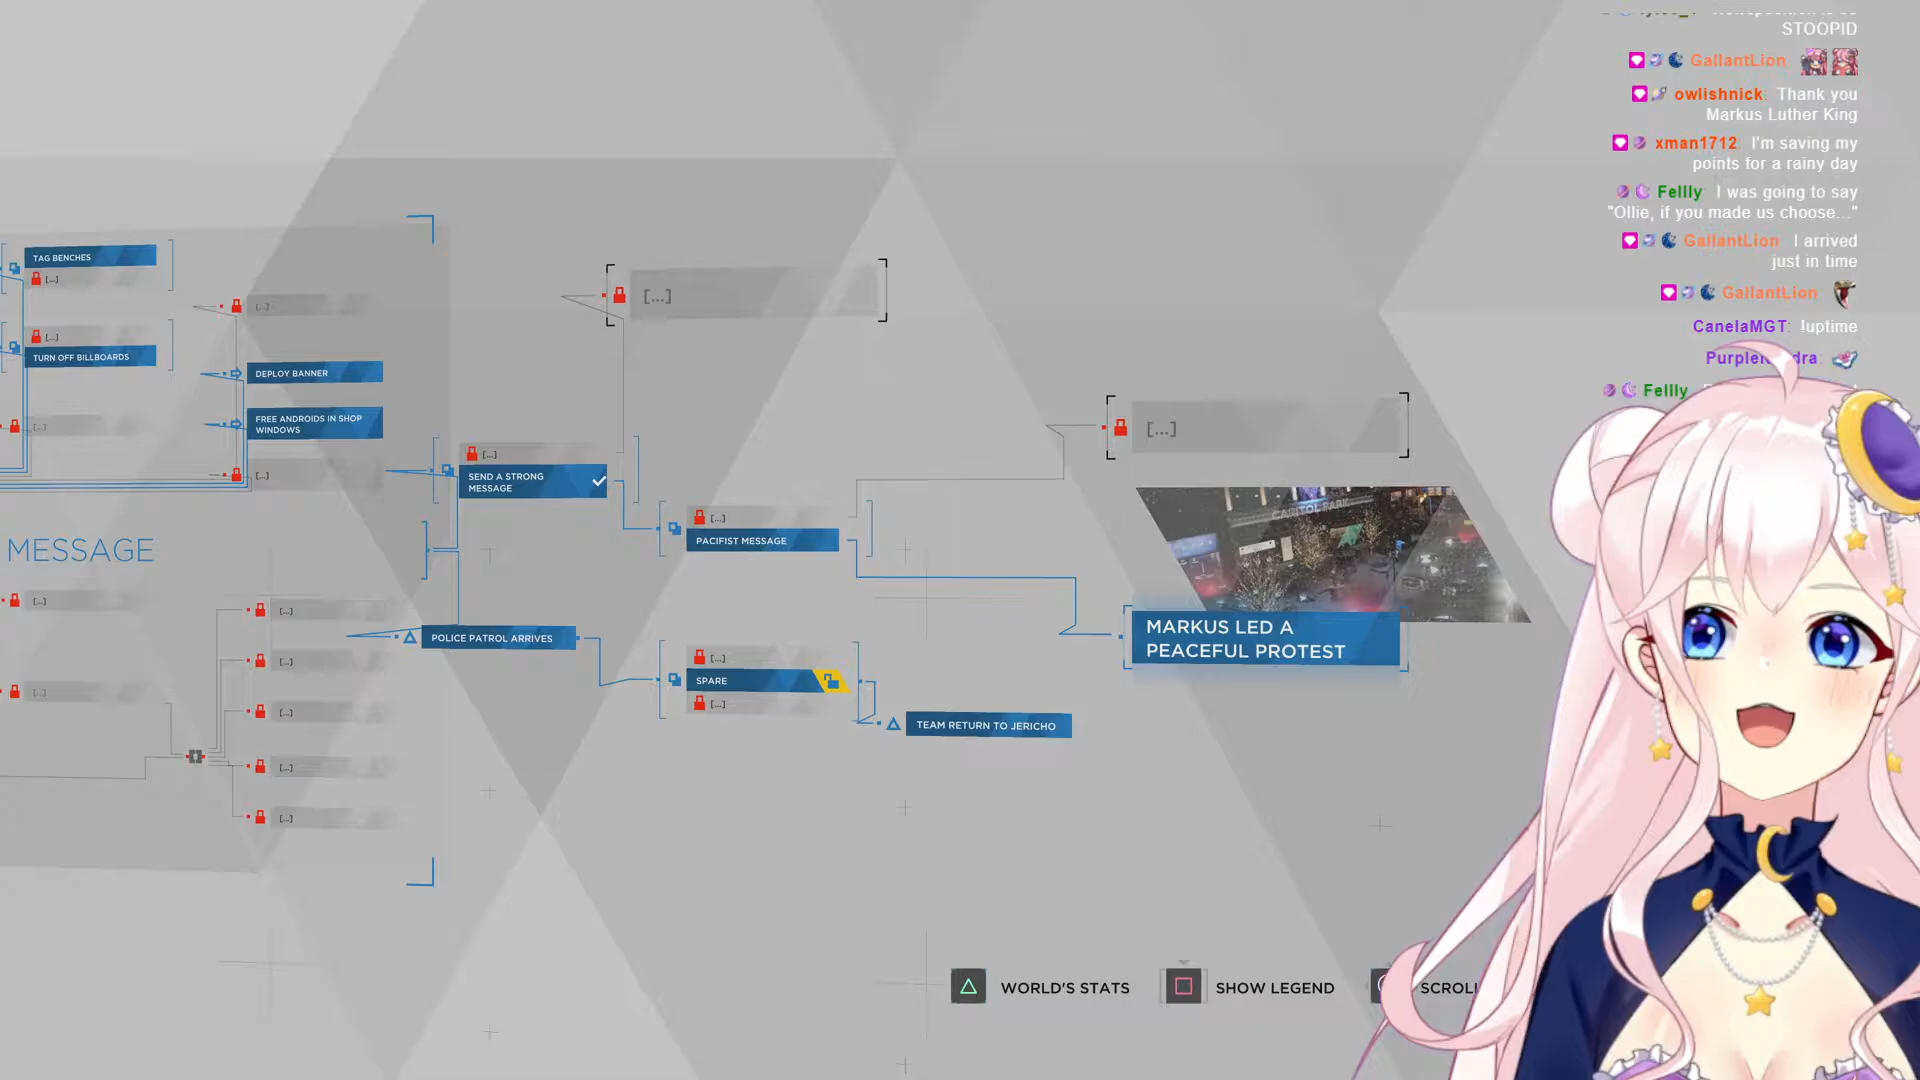 STOOPID
GallantLion
owlishnick: Thank you
Markus Luther King
xman1712: I'm saving my
points for a rainy day
Fellly: I was going to say
"Ollie, if you made us choose..."
GallantLion: I arrived
just in time
GallantLion
CanelaMGT: !uptime
Fellly
TAG BENCHES
[...]
[...]
TURN OFF BILLBOARDS
[...]
[...]
DEPLOY BANNER
FREE ANDROIDS IN SHOP
WINDOWS
[...]
[...]
SEND A STRONG
MESSAGE
[...]
[...]
PACIFIST MESSAGE
[...]
CAPITOL PARK
MARKUS LED A
PEACEFUL PROTEST
MESSAGE
[...]
[...]
[...]
[...]
[...]
[...]
[...]
POLICE PATROL ARRIVES
[...]
SPARE
[...]
TEAM RETURN TO JERICHO
WORLD'S STATS
SHOW LEGEND
SCROLL